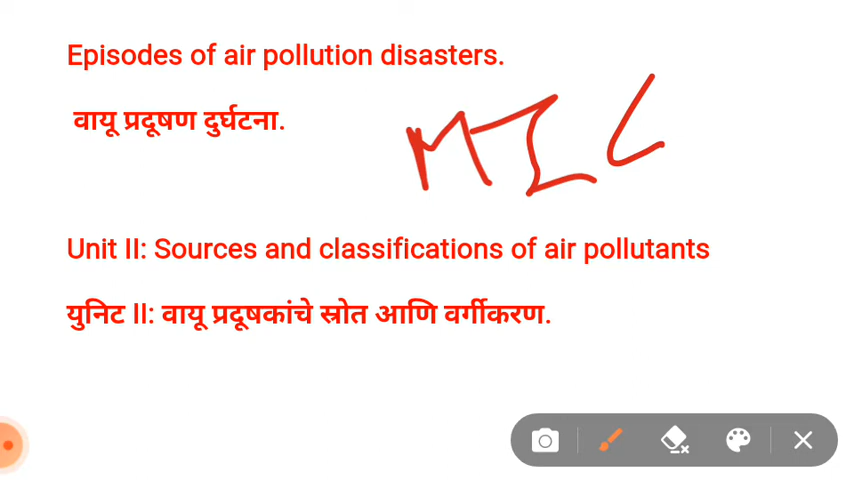 Episodes of air pollution disasters.
वायू प्रदूषण दुर्घटना.
MIC
Unit II: Sources and classifications of air pollutants
युनिट II: वायू प्रदूषकांचे स्रोत आणि वर्गीकरण.